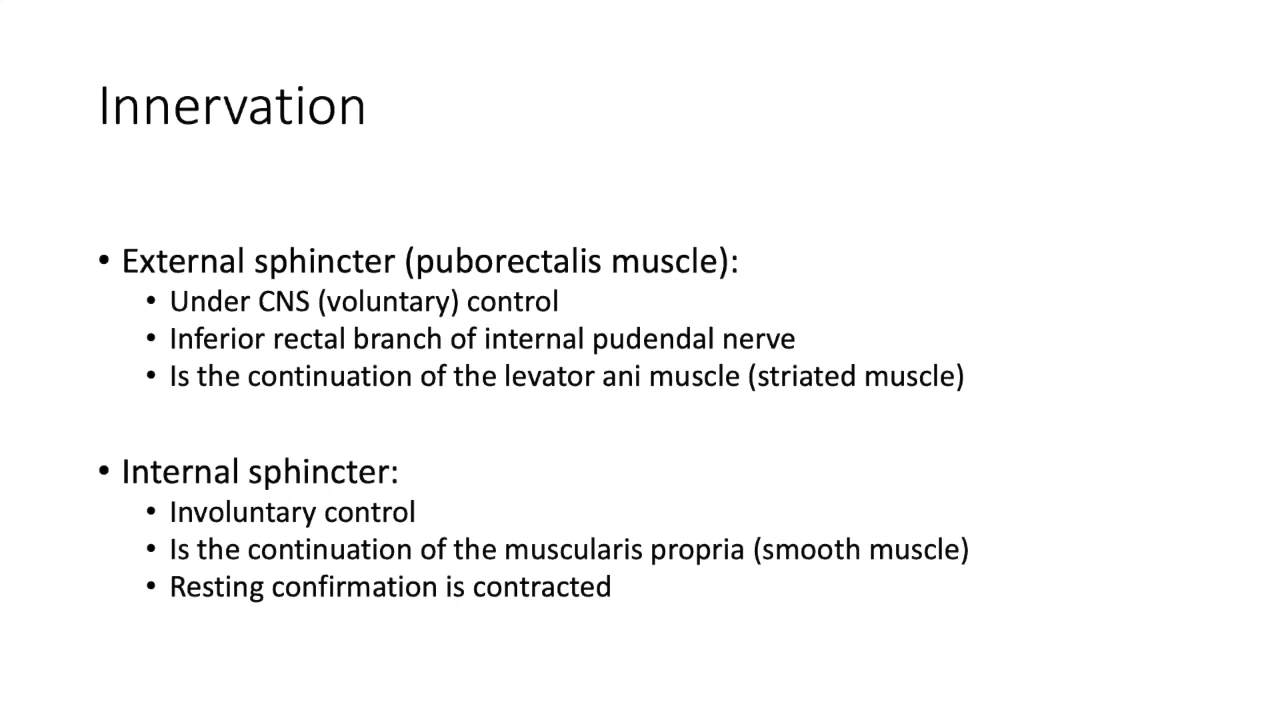 Innervation
• External sphincter (puborectalis muscle):
• Under CNS (voluntary) control
• Inferior rectal branch of internal pudendal nerve
• Is the continuation of the levator ani muscle (striated muscle)
• Internal sphincter:
• Involuntary control
• Is the continuation of the muscularis propria (smooth muscle)
• Resting confirmation is contracted